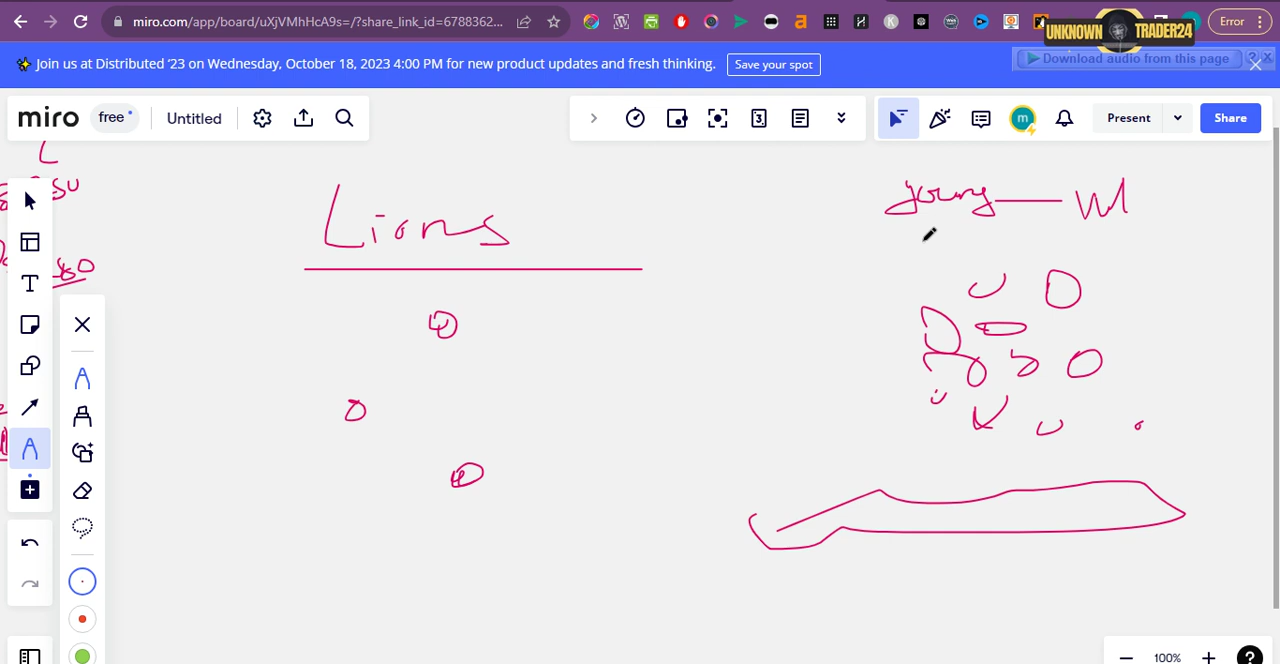 miro.com/app/board/uXjVMhHcA9s=/?share_link_id=6788362...
Error
UNKNOWN TRADER24
Join us at Distributed '23 on Wednesday, October 18, 2023 4:00 PM for new product updates and fresh thinking.
Save your spot
Download audio from this page
miro
free
Untitled
3
m
Present
Share
Lions
young
T
100%
?